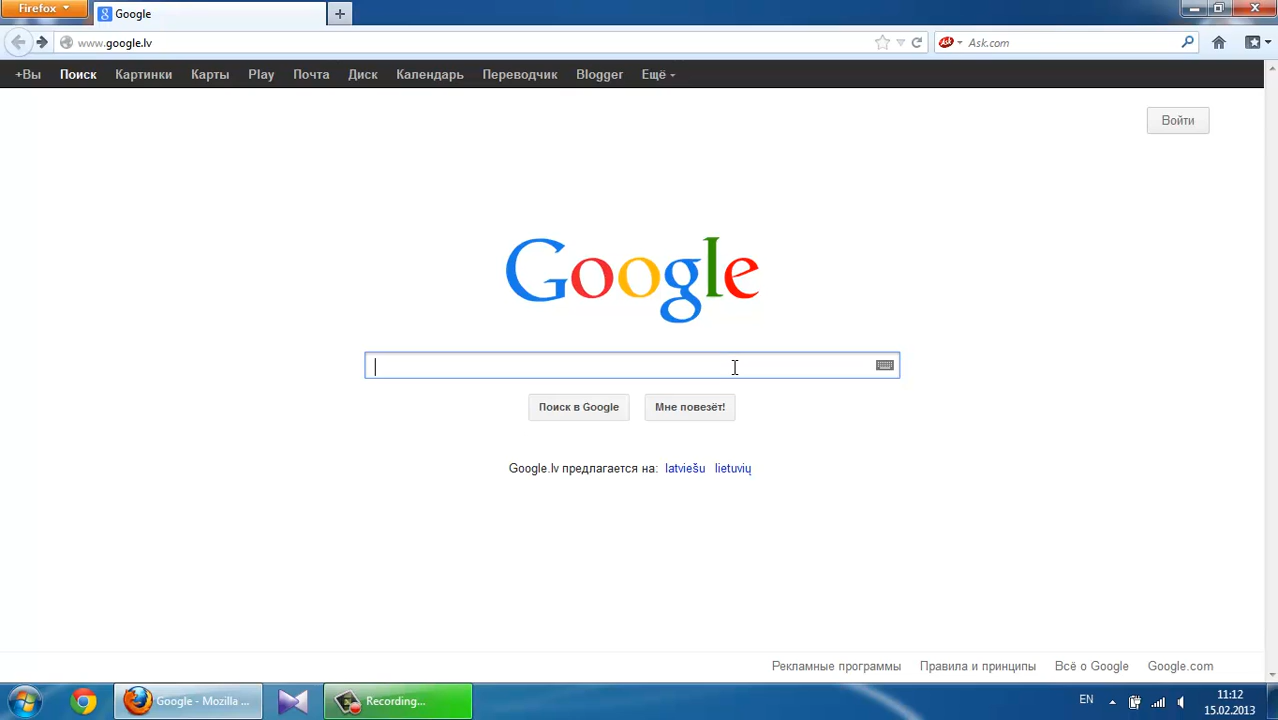 Firefox
Google
www.google.lv
Ask
Ask.com
+Вы Поиск Картинки Карты Play Почта Диск Календарь Переводчик Blogger Ещё
Войти
Google
Поиск в Google Мне повезёт!
Google.lv предлагается на: latviešu lietuvių
Рекламные программы Правила и принципы Всё о Google Google.com
Google - Mozilla ...
Recording...
EN
11:12
15.02.2013